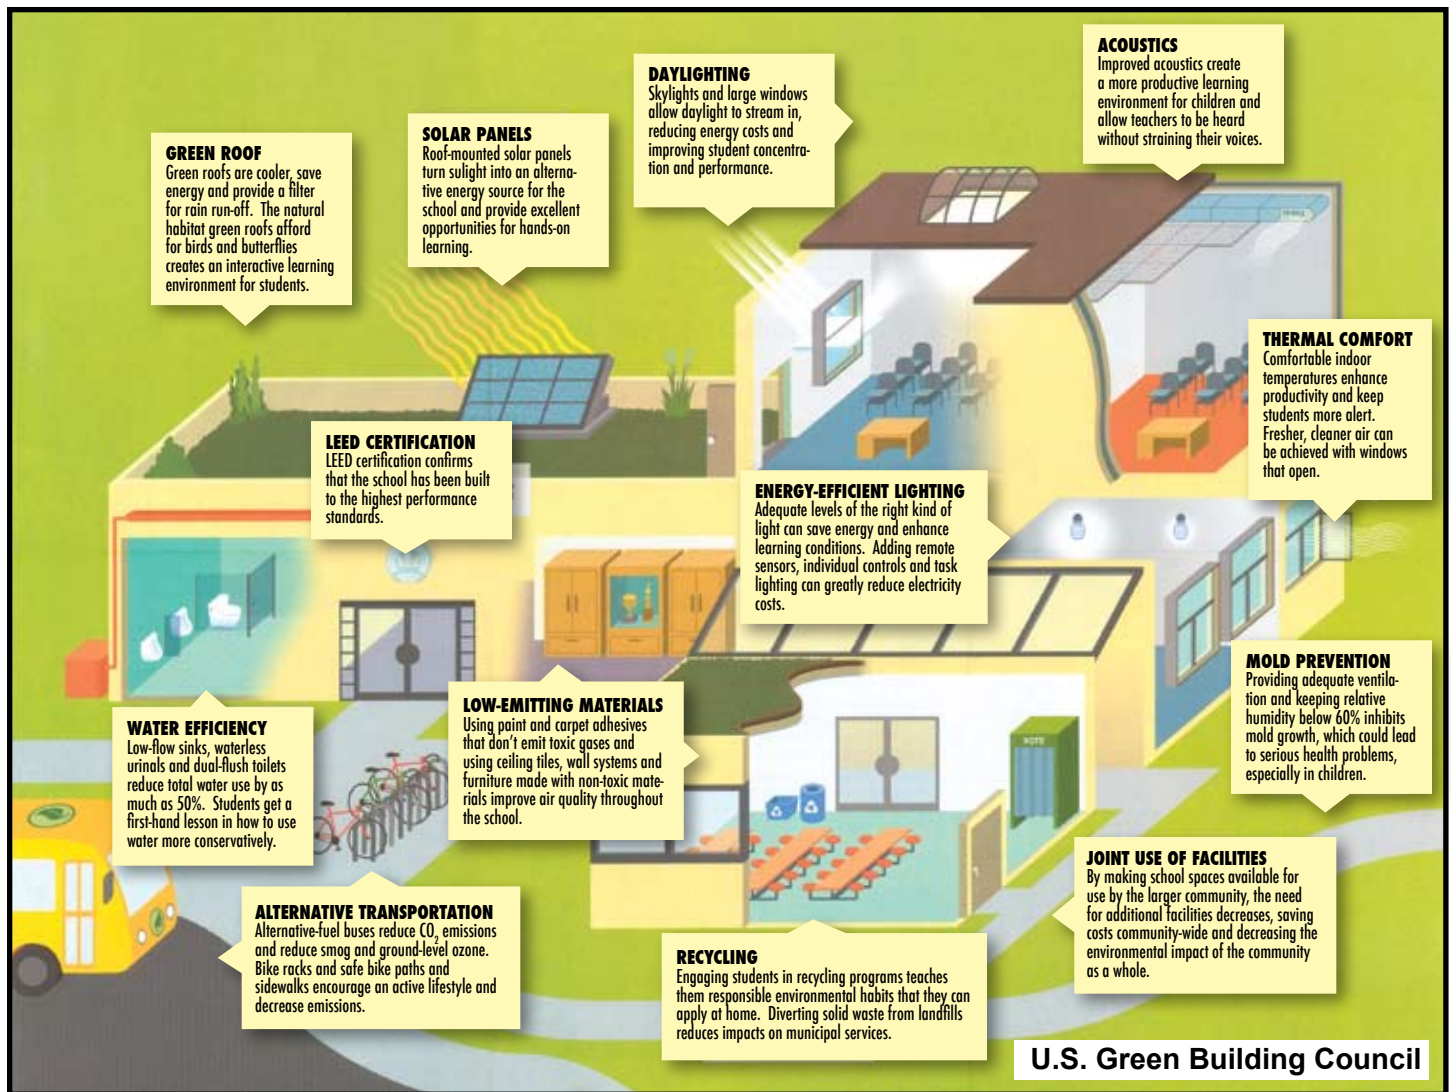 ACOUSTICS
Improved acoustics create
a more productive learning
environment for children and
allow teachers to be heard
without straining their voices.
DAYLIGHTING
Skylights and large windows
allow daylight to stream in,
reducing energy costs and
improving student concentra-
tion and performance.
SOLAR PANELS
Roof-mounted solar panels
turn sulight into an alterna-
tive energy source for the
school and provide excellent
opportunities for hands-on
learning.
GREEN ROOF
Green roofs are cooler, save
energy and provide a filter
for rain run-off. The natural
habitat green roofs afford
for birds and butterflies
creates an interactive learning
environment for students.
THERMAL COMFORT
Comfortable indoor
temperatures enhance
productivity and keep
students more alert.
Fresher, cleaner air can
be achieved with windows
that open.
LEED CERTIFICATION
LEED certification confirms
that the school has been built
to the highest performance
standards.
ENERGY-EFFICIENT LIGHTING
Adequate levels of the right kind of
light can save energy and enhance
learning conditions. Adding remote
sensors, individual controls and task
lighting can greatly reduce electricity
costs.
MOLD PREVENTION
Providing adequate ventila-
tion and keeping relative
humidity below 60% inhibits
mold growth, which could lead
to serious health problems,
especially in children.
LOW-EMITTING MATERIALS
Using paint and carpet adhesives
that don't emit toxic gases and
using ceiling tiles, wall systems and
furniture made with non-toxic mate-
rials improve air quality throughout
the school.
WATER EFFICIENCY
Low-flow sinks, waterless
urinals and dual-flush toilets
reduce total water use by as
much as 50%. Students get a
first-hand lesson in how to use
water more conservatively.
VOTE
JOINT USE OF FACILITIES
By making school spaces available for
use by the larger community, the need
for additional facilities decreases, saving
costs community-wide and decreasing the
environmental impact of the community
as a whole.
ALTERNATIVE TRANSPORTATION
Alternative-fuel buses reduce CO₂ emissions
and reduce smog and ground-level ozone.
Bike racks and safe bike paths and
sidewalks encourage an active lifestyle and
decrease emissions.
RECYCLING
Engaging students in recycling programs teaches
them responsible environmental habits that they can
apply at home. Diverting solid waste from landfills
reduces impacts on municipal services.
U.S. Green Building Council